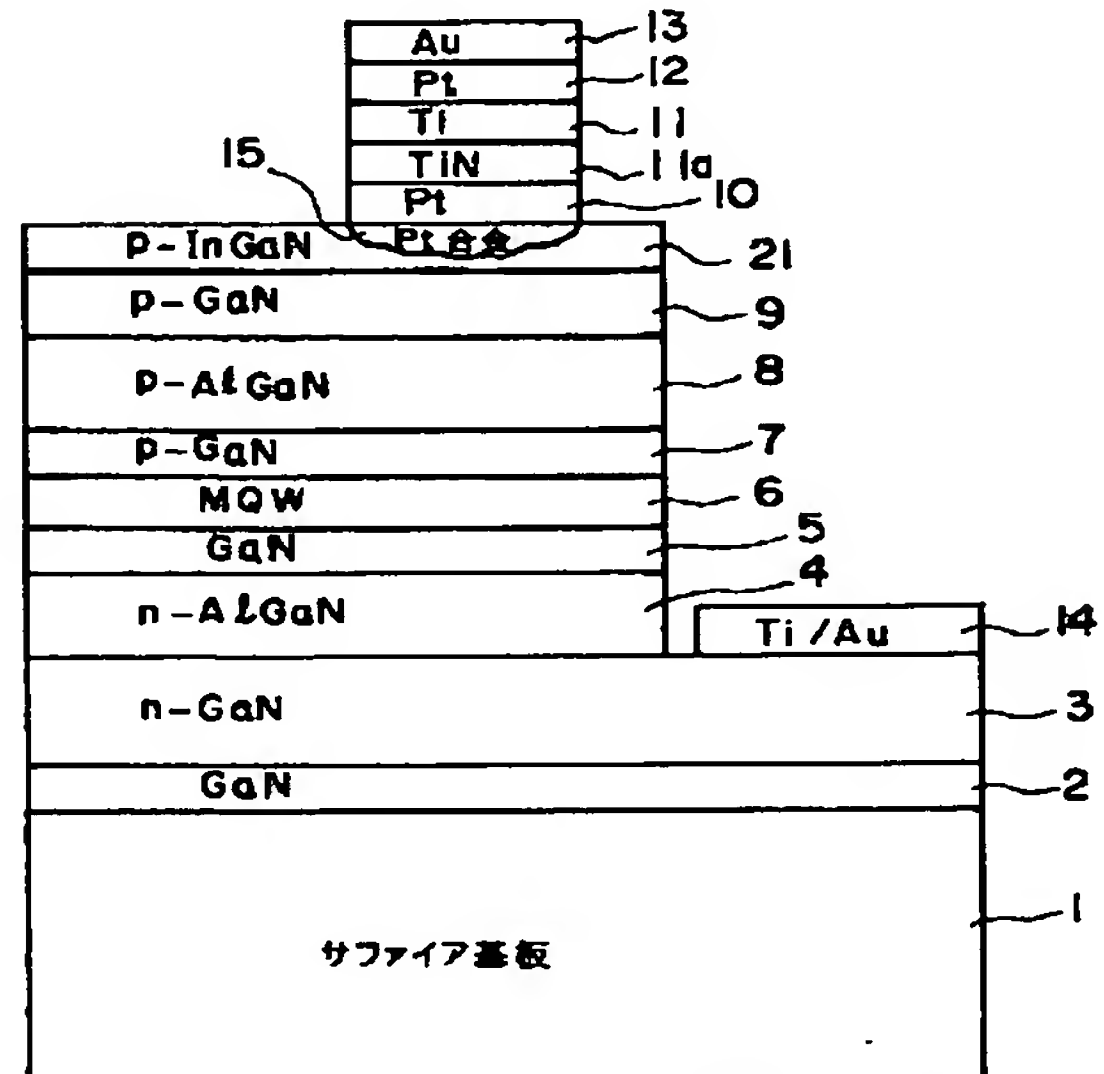 Au 13
Pt 12
Ti 11
TiN 11a
15 Pt 10
Pt合金
p-InGaN 21
p-GaN 9
p-AlGaN 8
p-GaN 7
MQW 6
GaN 5
n-AlGaN 4
Ti/Au 14
n-GaN 3
GaN 2
サファイア基板 1